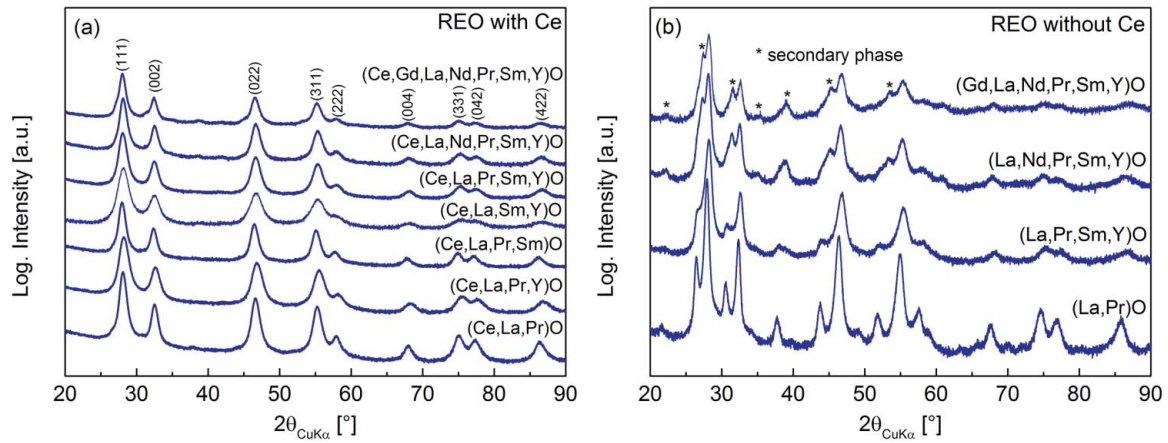 (a)
REO with Ce
(111)
(002)
(022)
(311)
(222)
(004)
(331)
(042)
(422)
(Ce,Gd,La,Nd,Pr,Sm,Y)O
(Ce,La,Nd,Pr,Sm,Y)O
(Ce,La,Pr,Sm,Y)O
(Ce,La,Sm,Y)O
(Ce,La,Pr,Sm)O
(Ce,La,Pr,Y)O
(Ce,La,Pr)O
Log. Intensity [a.u.]
20 30 40 50 60 70 80 90
2θCuKα [°]
(b)
REO without Ce
* secondary phase
* * * * * * *
(Gd,La,Nd,Pr,Sm,Y)O
(La,Nd,Pr,Sm,Y)O
(La,Pr,Sm,Y)O
(La,Pr)O
Log. Intensity [a.u.]
20 30 40 50 60 70 80 90
2θCuKα [°]